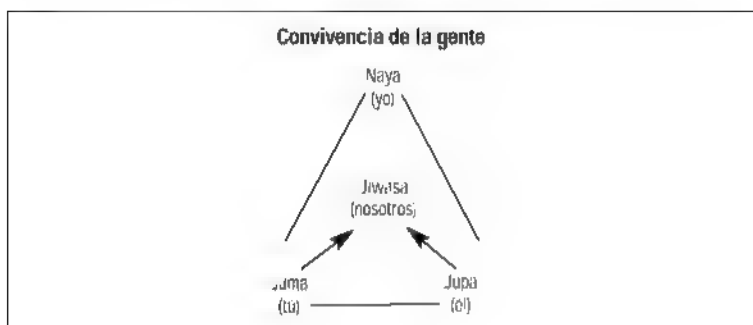 Convivencia de la gente
Naya
(yo)
Jiwasa
(nosotros)
Juma Jupa
(tú) (él)